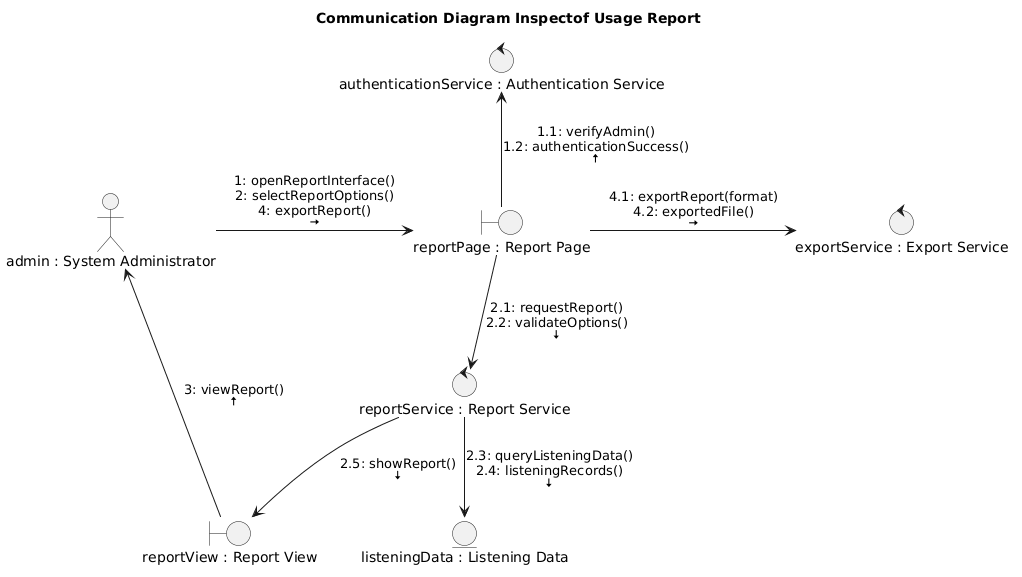 Communication Diagram Inspectof Usage Report
authenticationService : Authentication Service
1.1: verifyAdmin()
1.2: authenticationSuccess()
↑
1: openReportInterface()
2: selectReportOptions()
4: exportReport()
→
4.1: exportReport(format)
4.2: exportedFile()
→
admin : System Administrator
reportPage : Report Page
exportService : Export Service
2.1: requestReport()
2.2: validateOptions()
↓
3: viewReport()
↑
reportService : Report Service
2.5: showReport()
↓
2.3: queryListeningData()
2.4: listeningRecords()
↓
reportView : Report View
listeningData : Listening Data